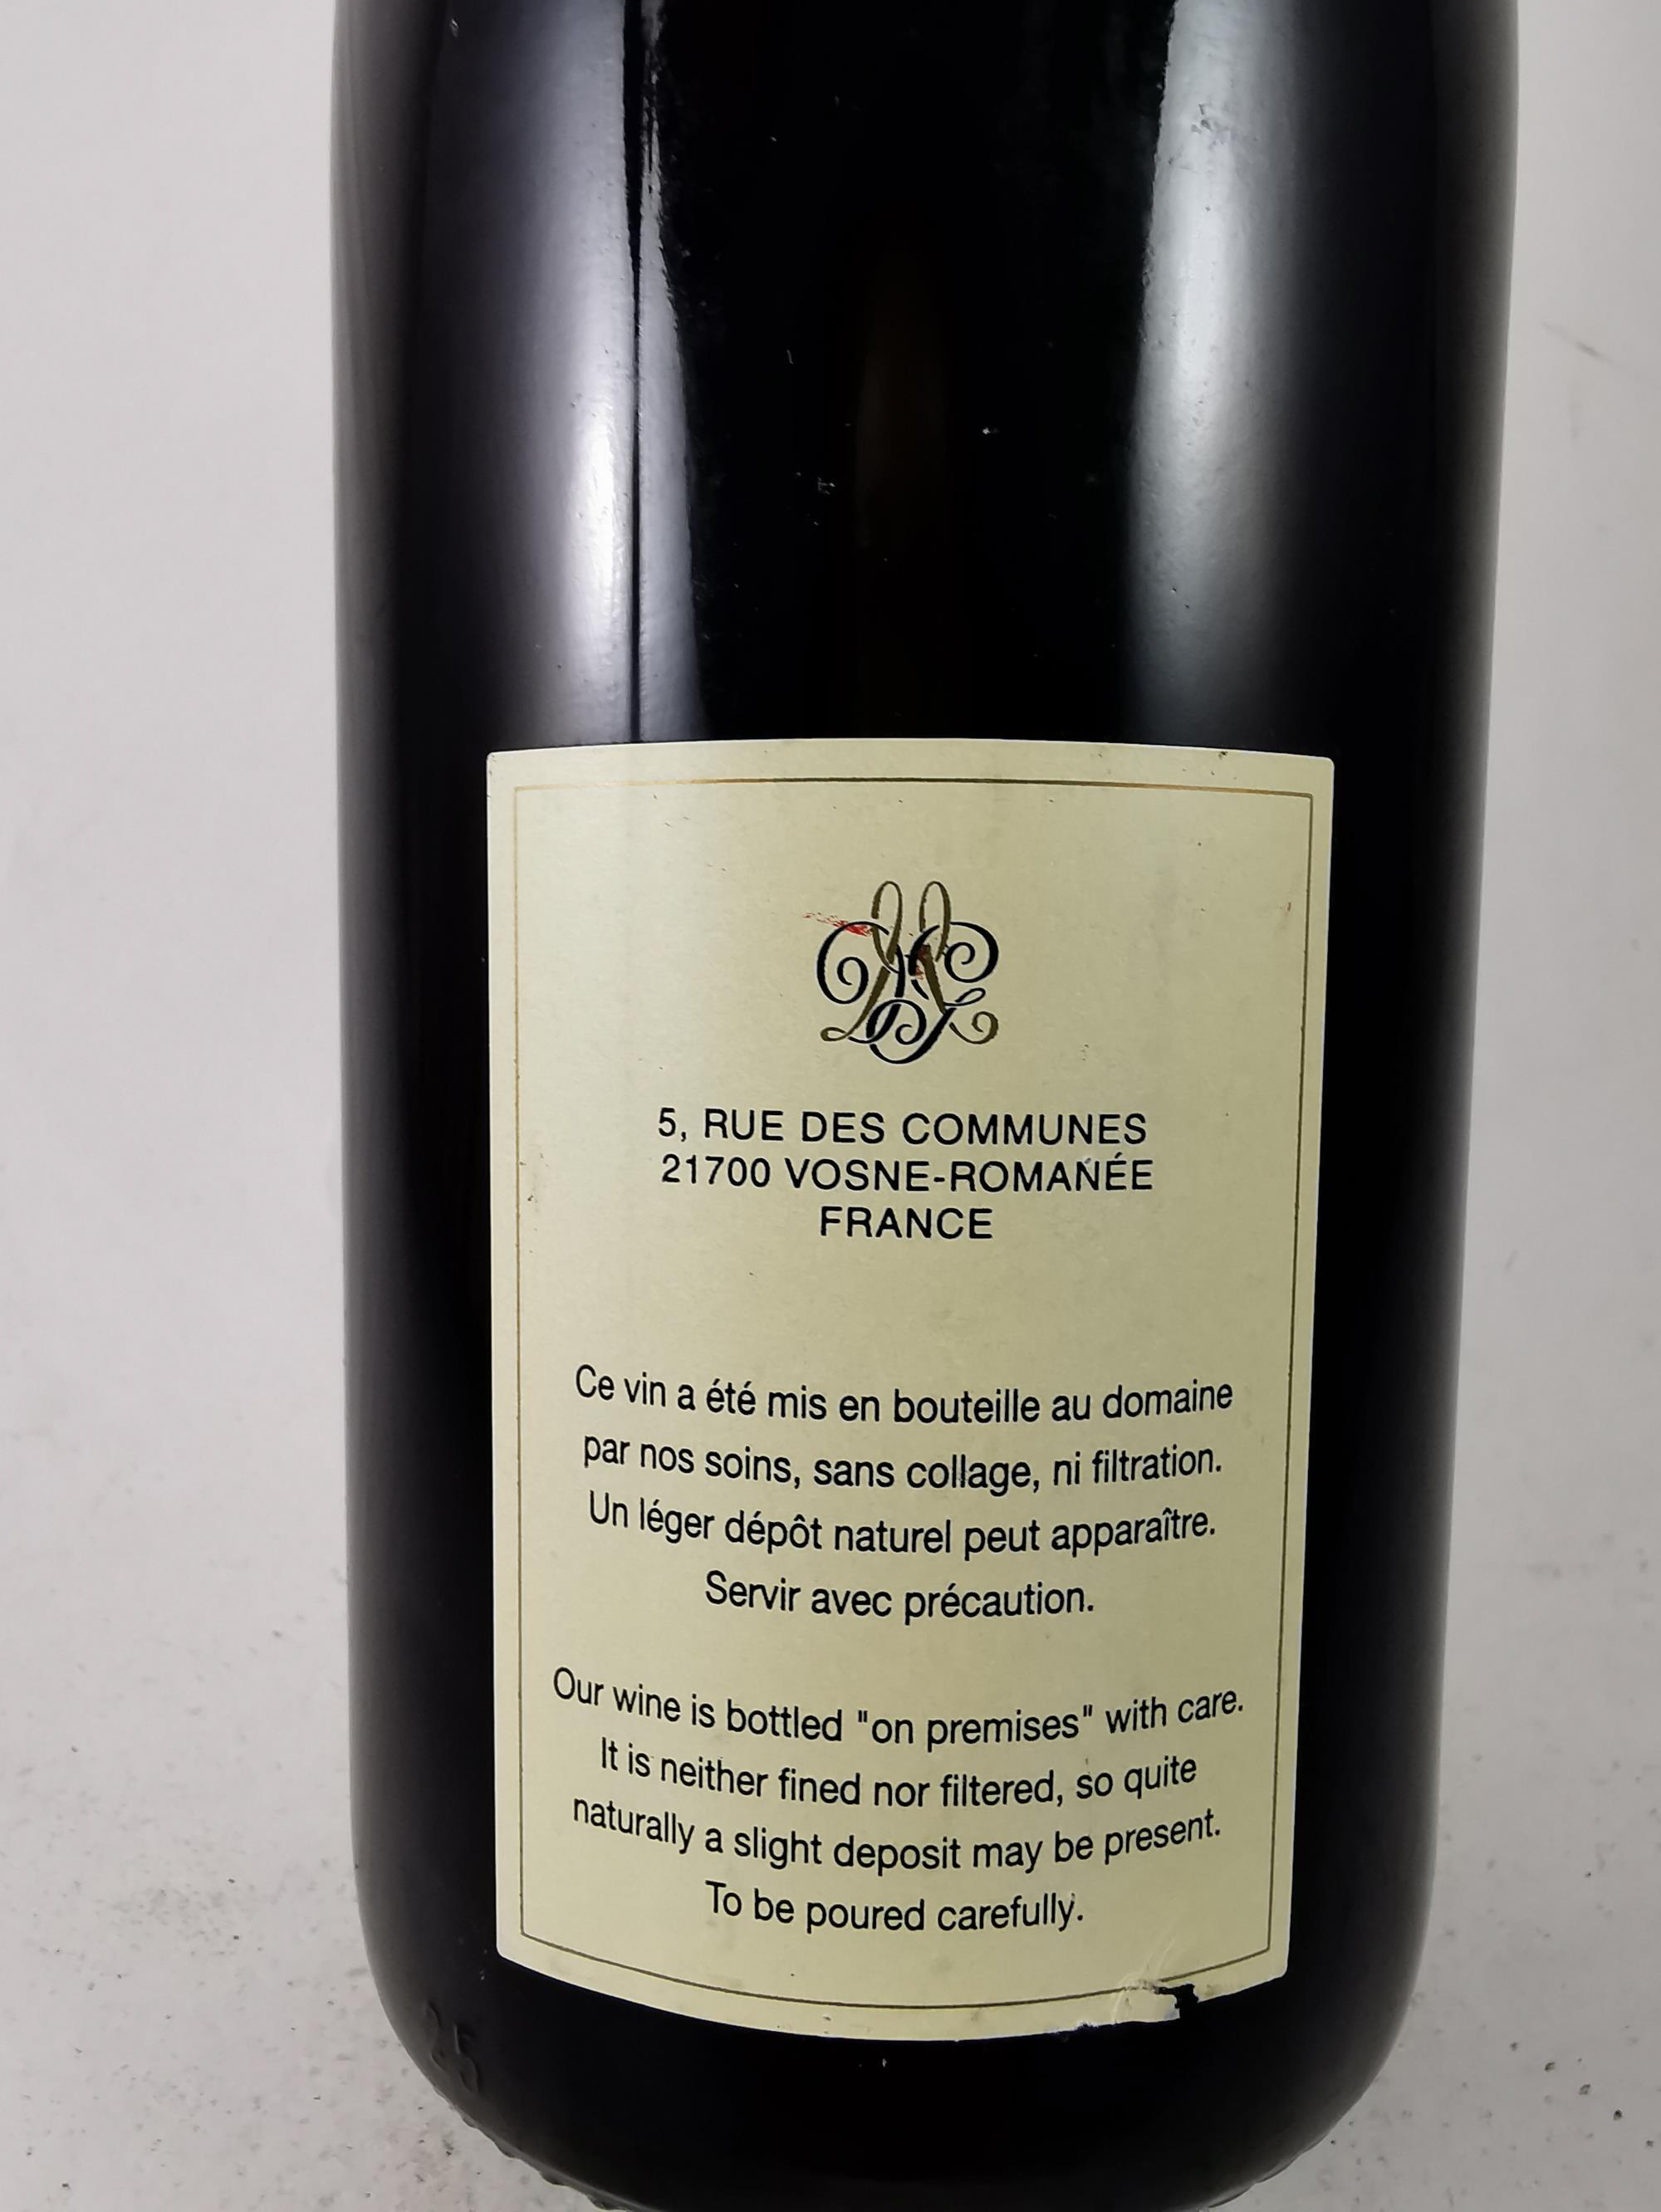 5, RUE DES COMMUNES
21700 VOSNE-ROMANÉE
FRANCE
Ce vin a été mis en bouteille au domaine
par nos soins, sans collage, ni filtration.
Un léger dépôt naturel peut apparaître.
Servir avec précaution.
Our wine is bottled "on premises" with care.
It is neither fined nor filtered, so quite
naturally a slight deposit may be present.
To be poured carefully.